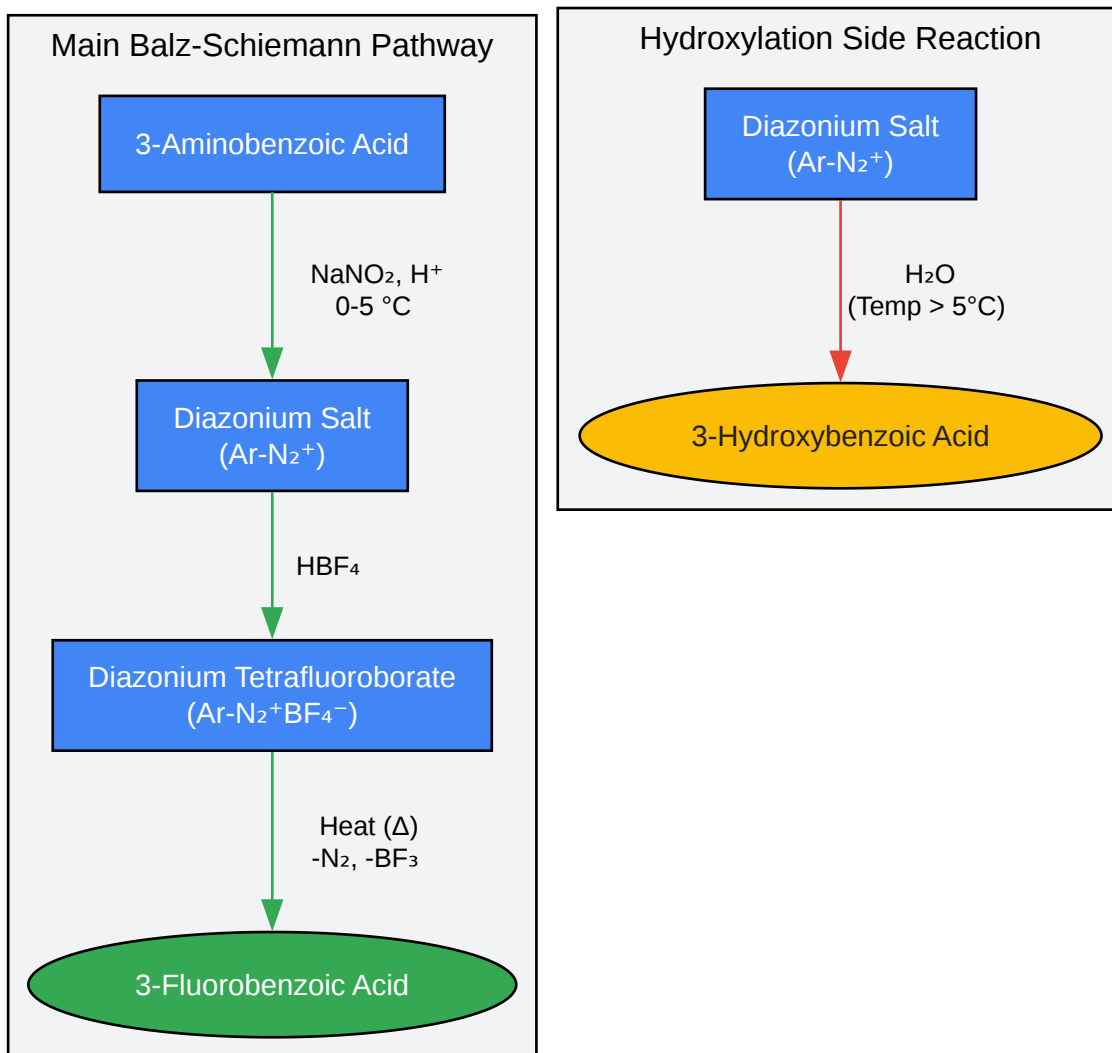 Main Balz-Schiemann Pathway
3-Aminobenzoic Acid
NaNO₂, H⁺
0-5 °C
Diazonium Salt
(Ar-N₂⁺)
HBF₄
Diazonium Tetrafluoroborate
(Ar-N₂⁺BF₄⁻)
Heat (Δ)
-N₂, -BF₃
3-Fluorobenzoic Acid
Hydroxylation Side Reaction
Diazonium Salt
(Ar-N₂⁺)
H₂O
(Temp > 5°C)
3-Hydroxybenzoic Acid